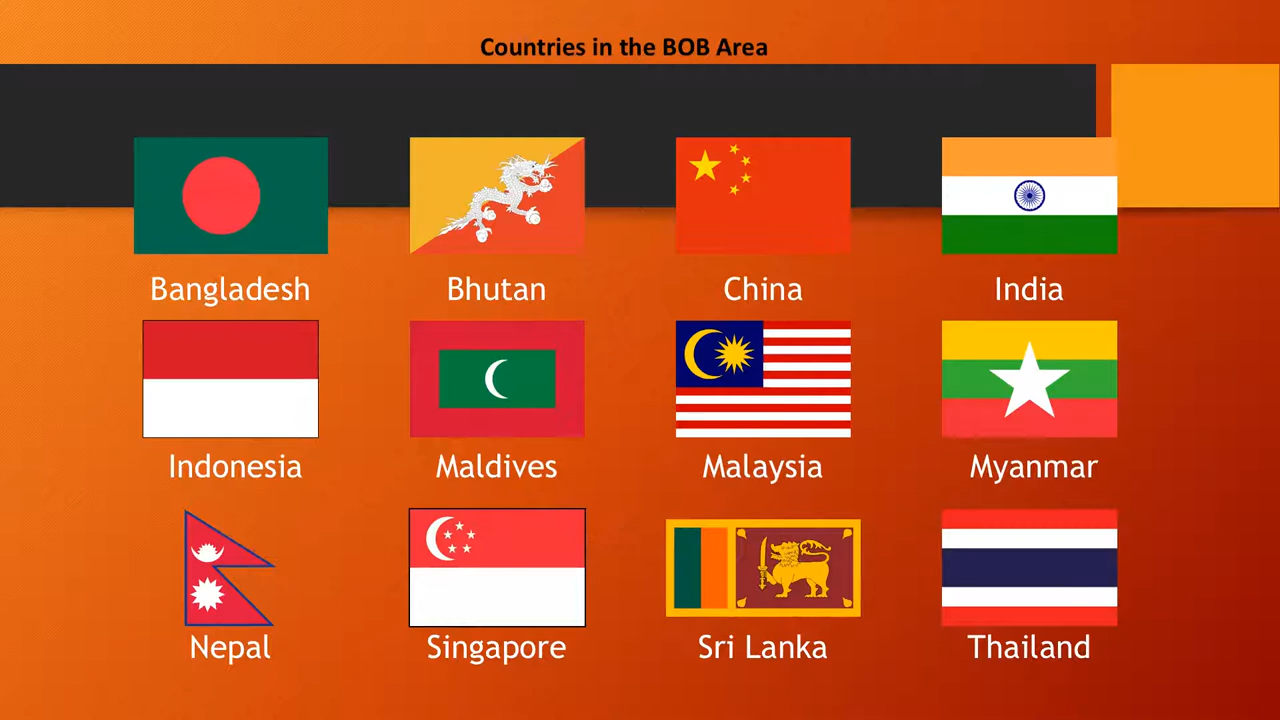 Countries in the BOB Area
Bangladesh Bhutan China India
Indonesia Maldives Malaysia Myanmar
Nepal Singapore Sri Lanka Thailand